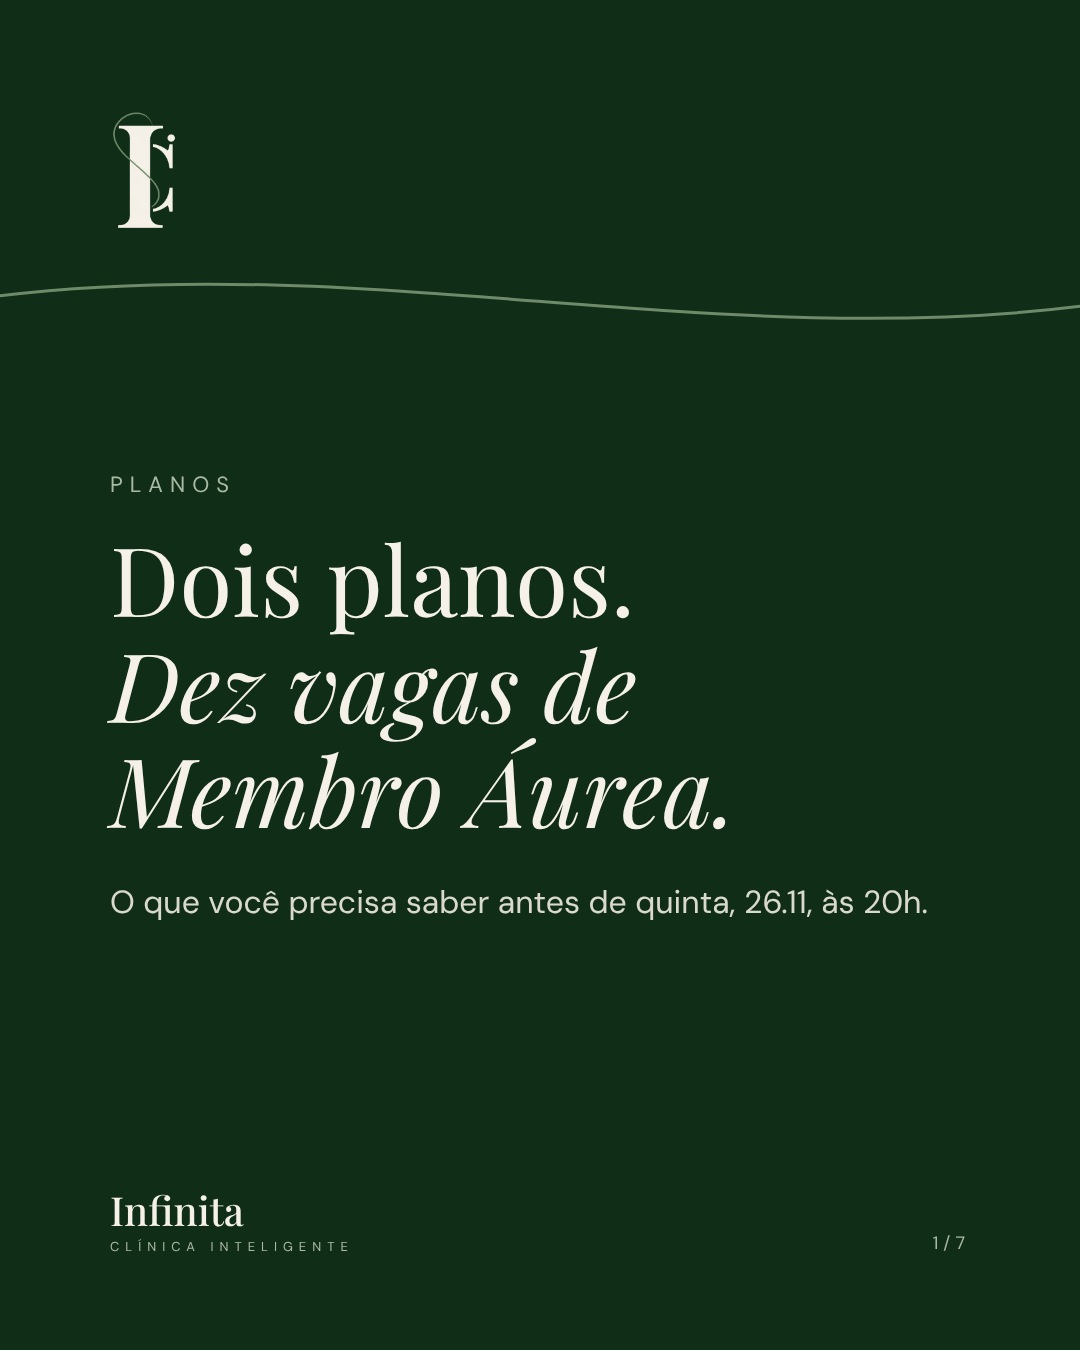 PLANOS
Dois planos.
Dez vagas de
Membro Áurea.
O que você precisa saber antes de quinta, 26.11, às 20h.
Infinita
CLÍNICA INTELIGENTE
1 / 7